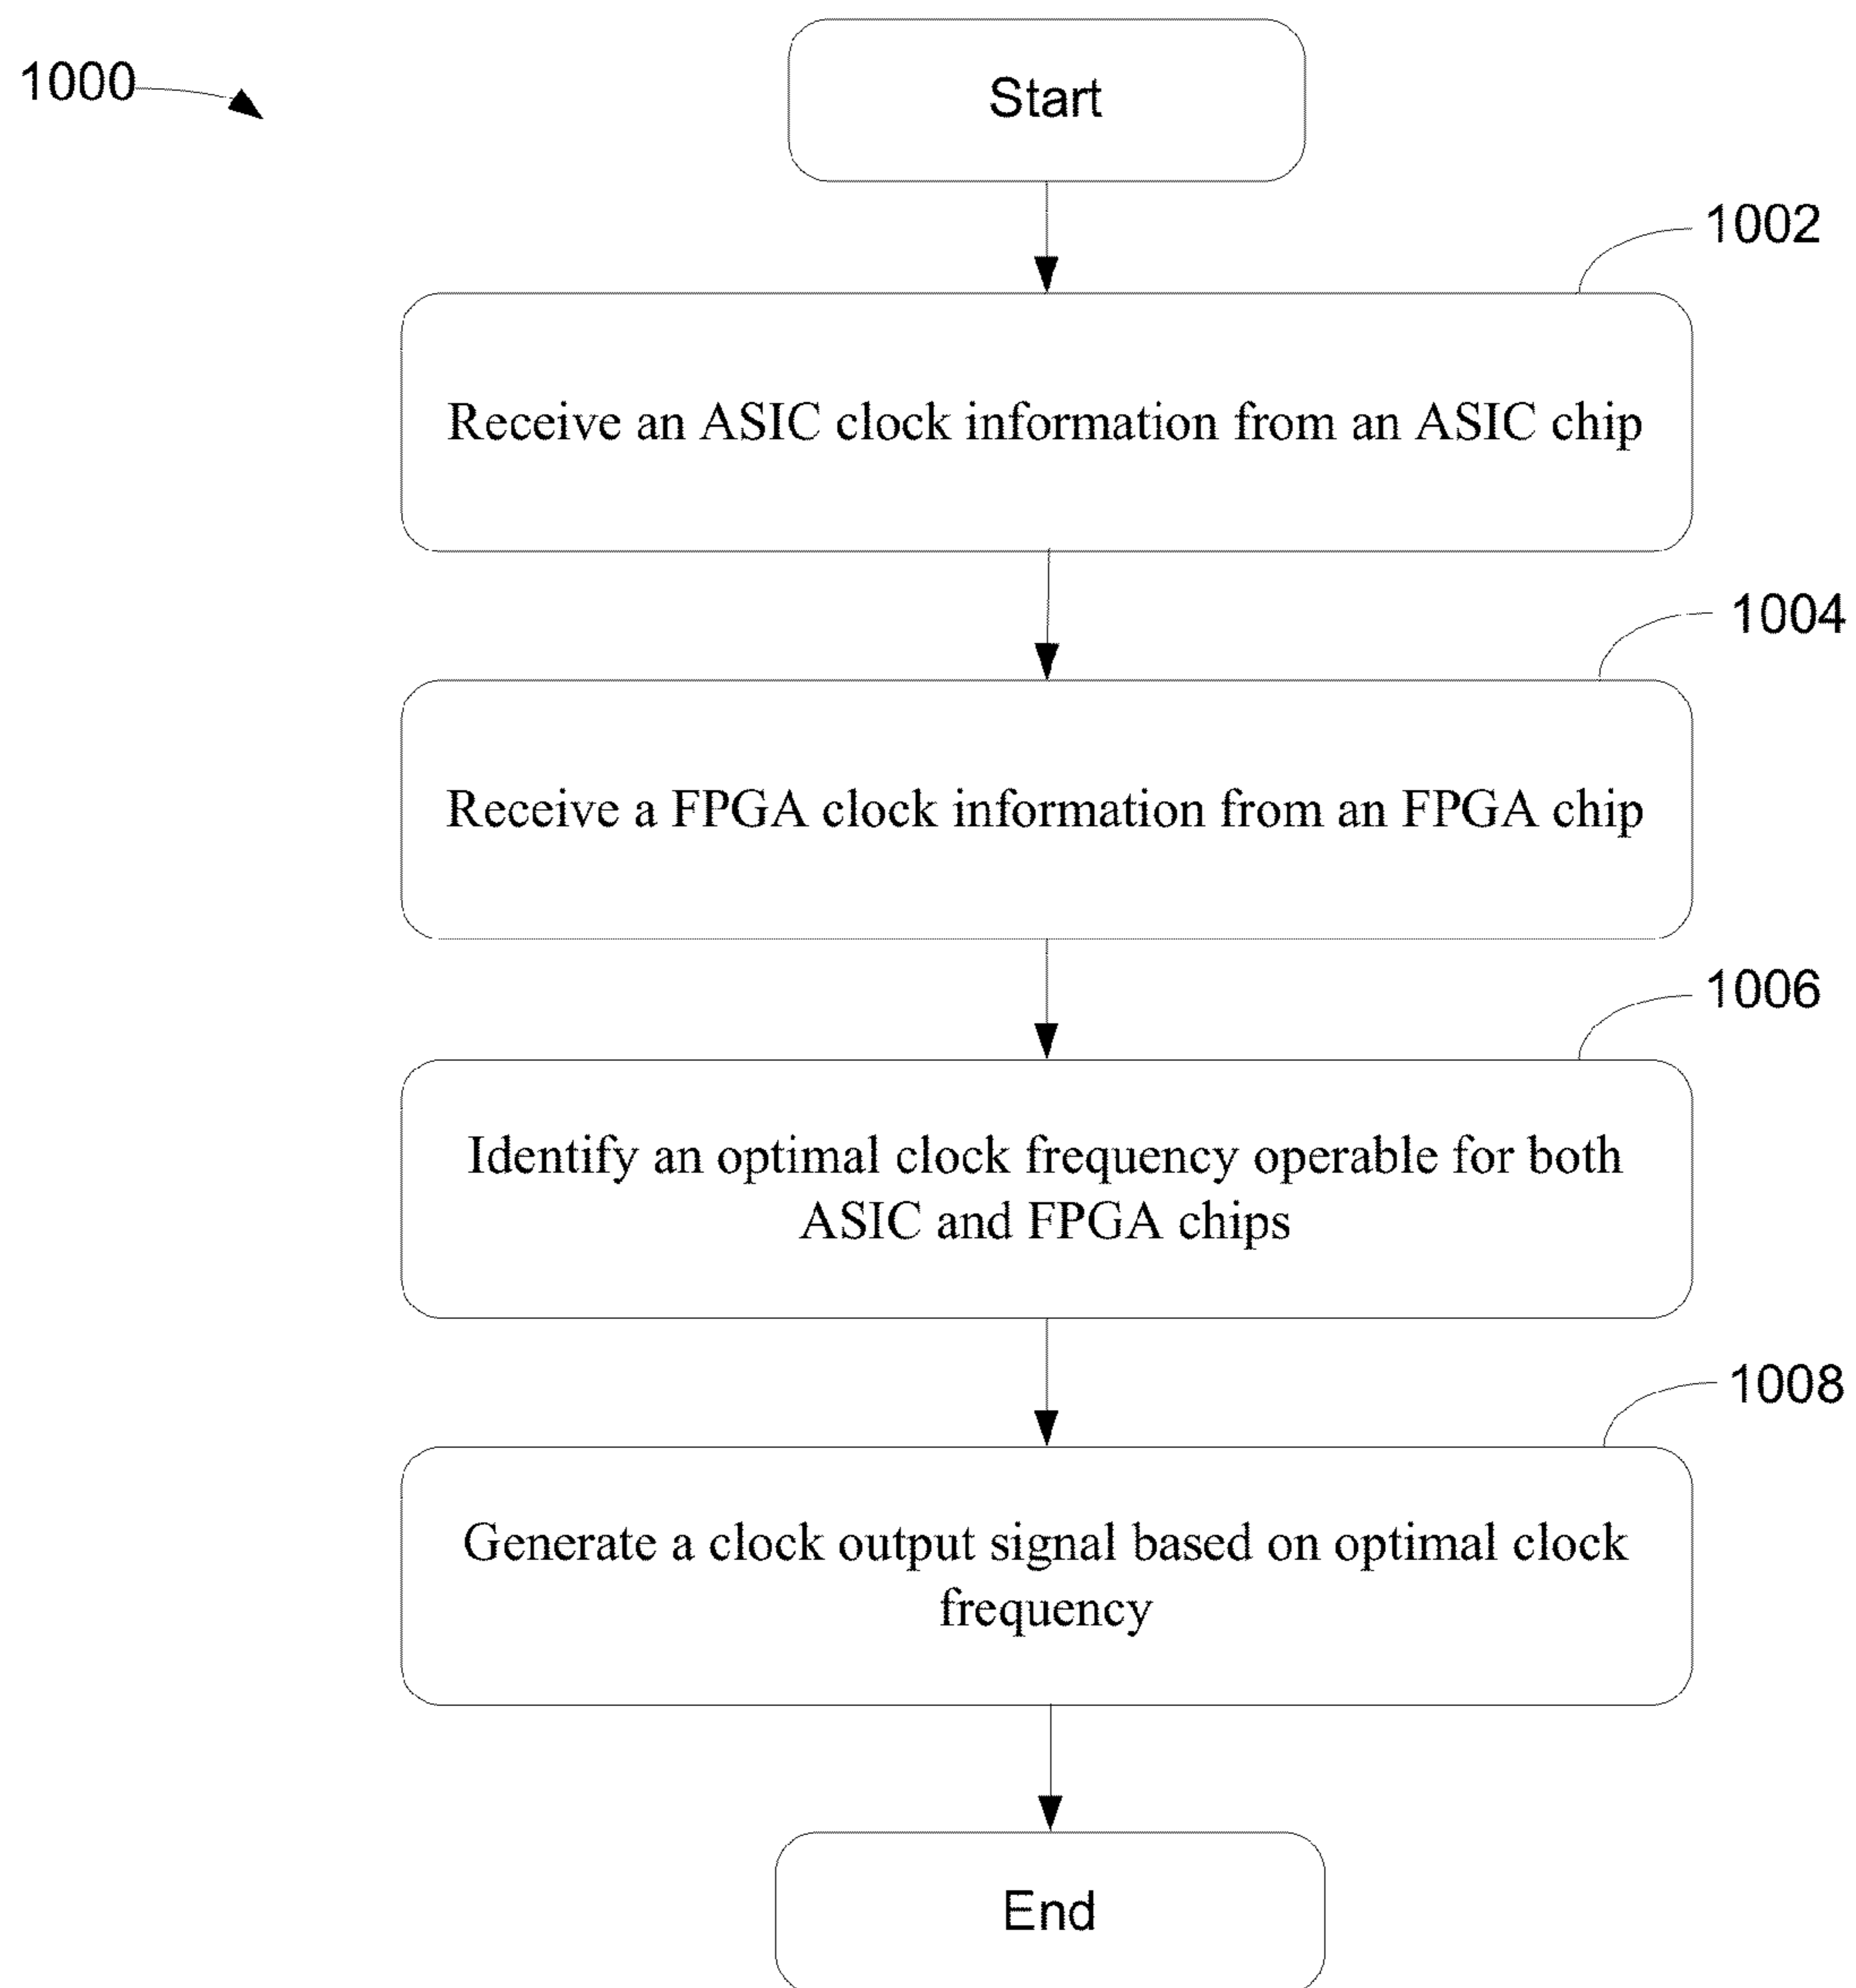 1000
Start
1002
Receive an ASIC clock information from an ASIC chip
1004
Receive a FPGA clock information from an FPGA chip
1006
Identify an optimal clock frequency operable for both
ASIC and FPGA chips
1008
Generate a clock output signal based on optimal clock
frequency
End